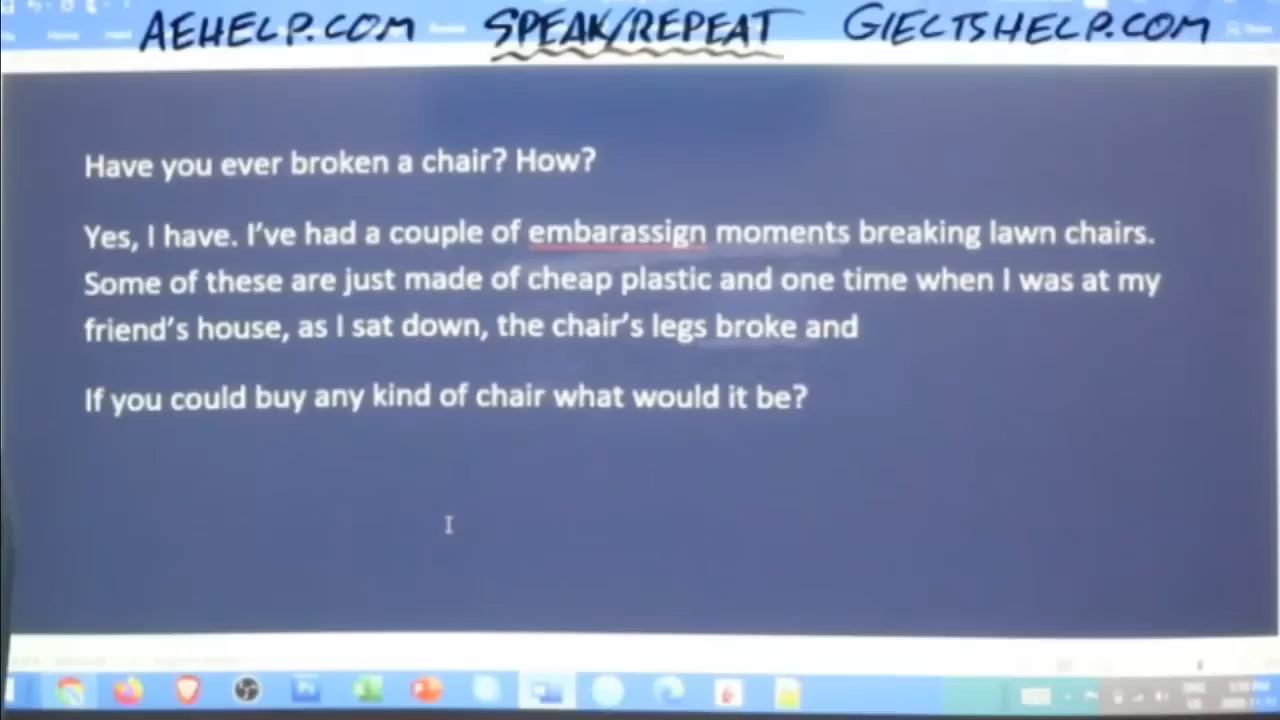 AEHELP.COM SPEAK/REPEAT GIELTSHELP.COM
Have you ever broken a chair? How?
Yes, I have. I've had a couple of embarassign moments breaking lawn chairs.
Some of these are just made of cheap plastic and one time when I was at my
friend's house, as I sat down, the chair's legs broke and
If you could buy any kind of chair what would it be?